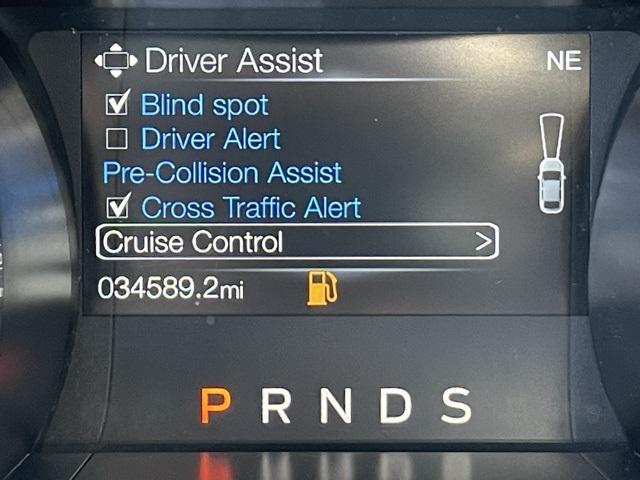 Driver Assist NE
Blind spot
Driver Alert
Pre-Collision Assist
Cross Traffic Alert
Cruise Control >
034589.2mi
P R N D S